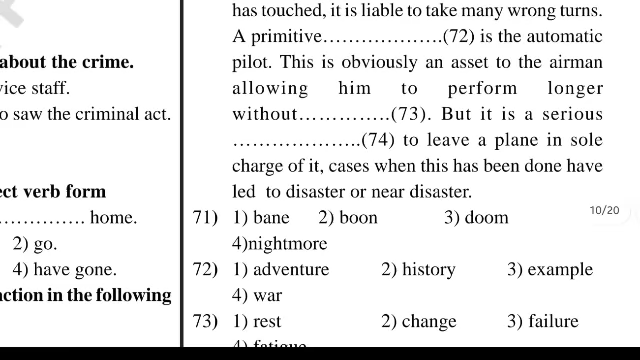 about the crime.
vice staff.
o saw the criminal act.
ect verb form
.............. home.
2) go.
4) have gone.
ction in the following
has touched, it is liable to take many wrong turns.
A primitive………………..(72) is the automatic
pilot. This is obviously an asset to the airman
allowing him to perform longer
without…………..(73). But it is a serious
…………………..(74) to leave a plane in sole
charge of it, cases when this has been done have
led to disaster or near disaster.
71) 1) bane 2) boon 3) doom
4)nightmore
72) 1) adventure 2) history 3) example
4) war
73) 1) rest 2) change 3) failure
4) fatigue
10/20